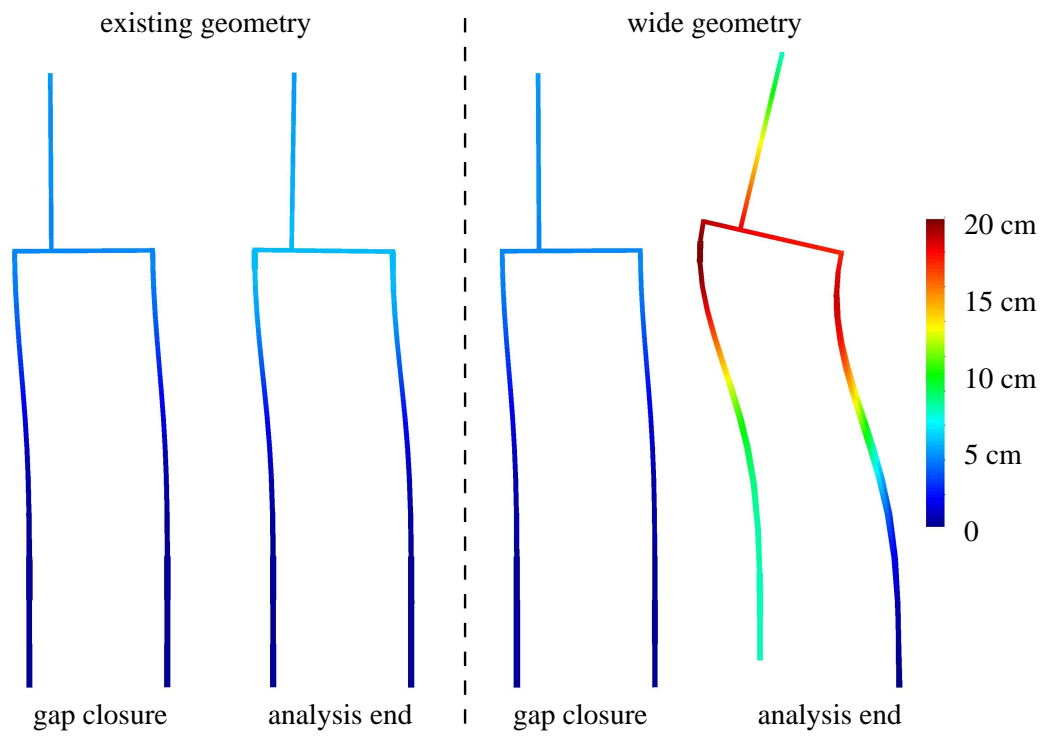 existing geometry
wide geometry
20 cm
15 cm
10 cm
5 cm
0
gap closure
analysis end
gap closure
analysis end